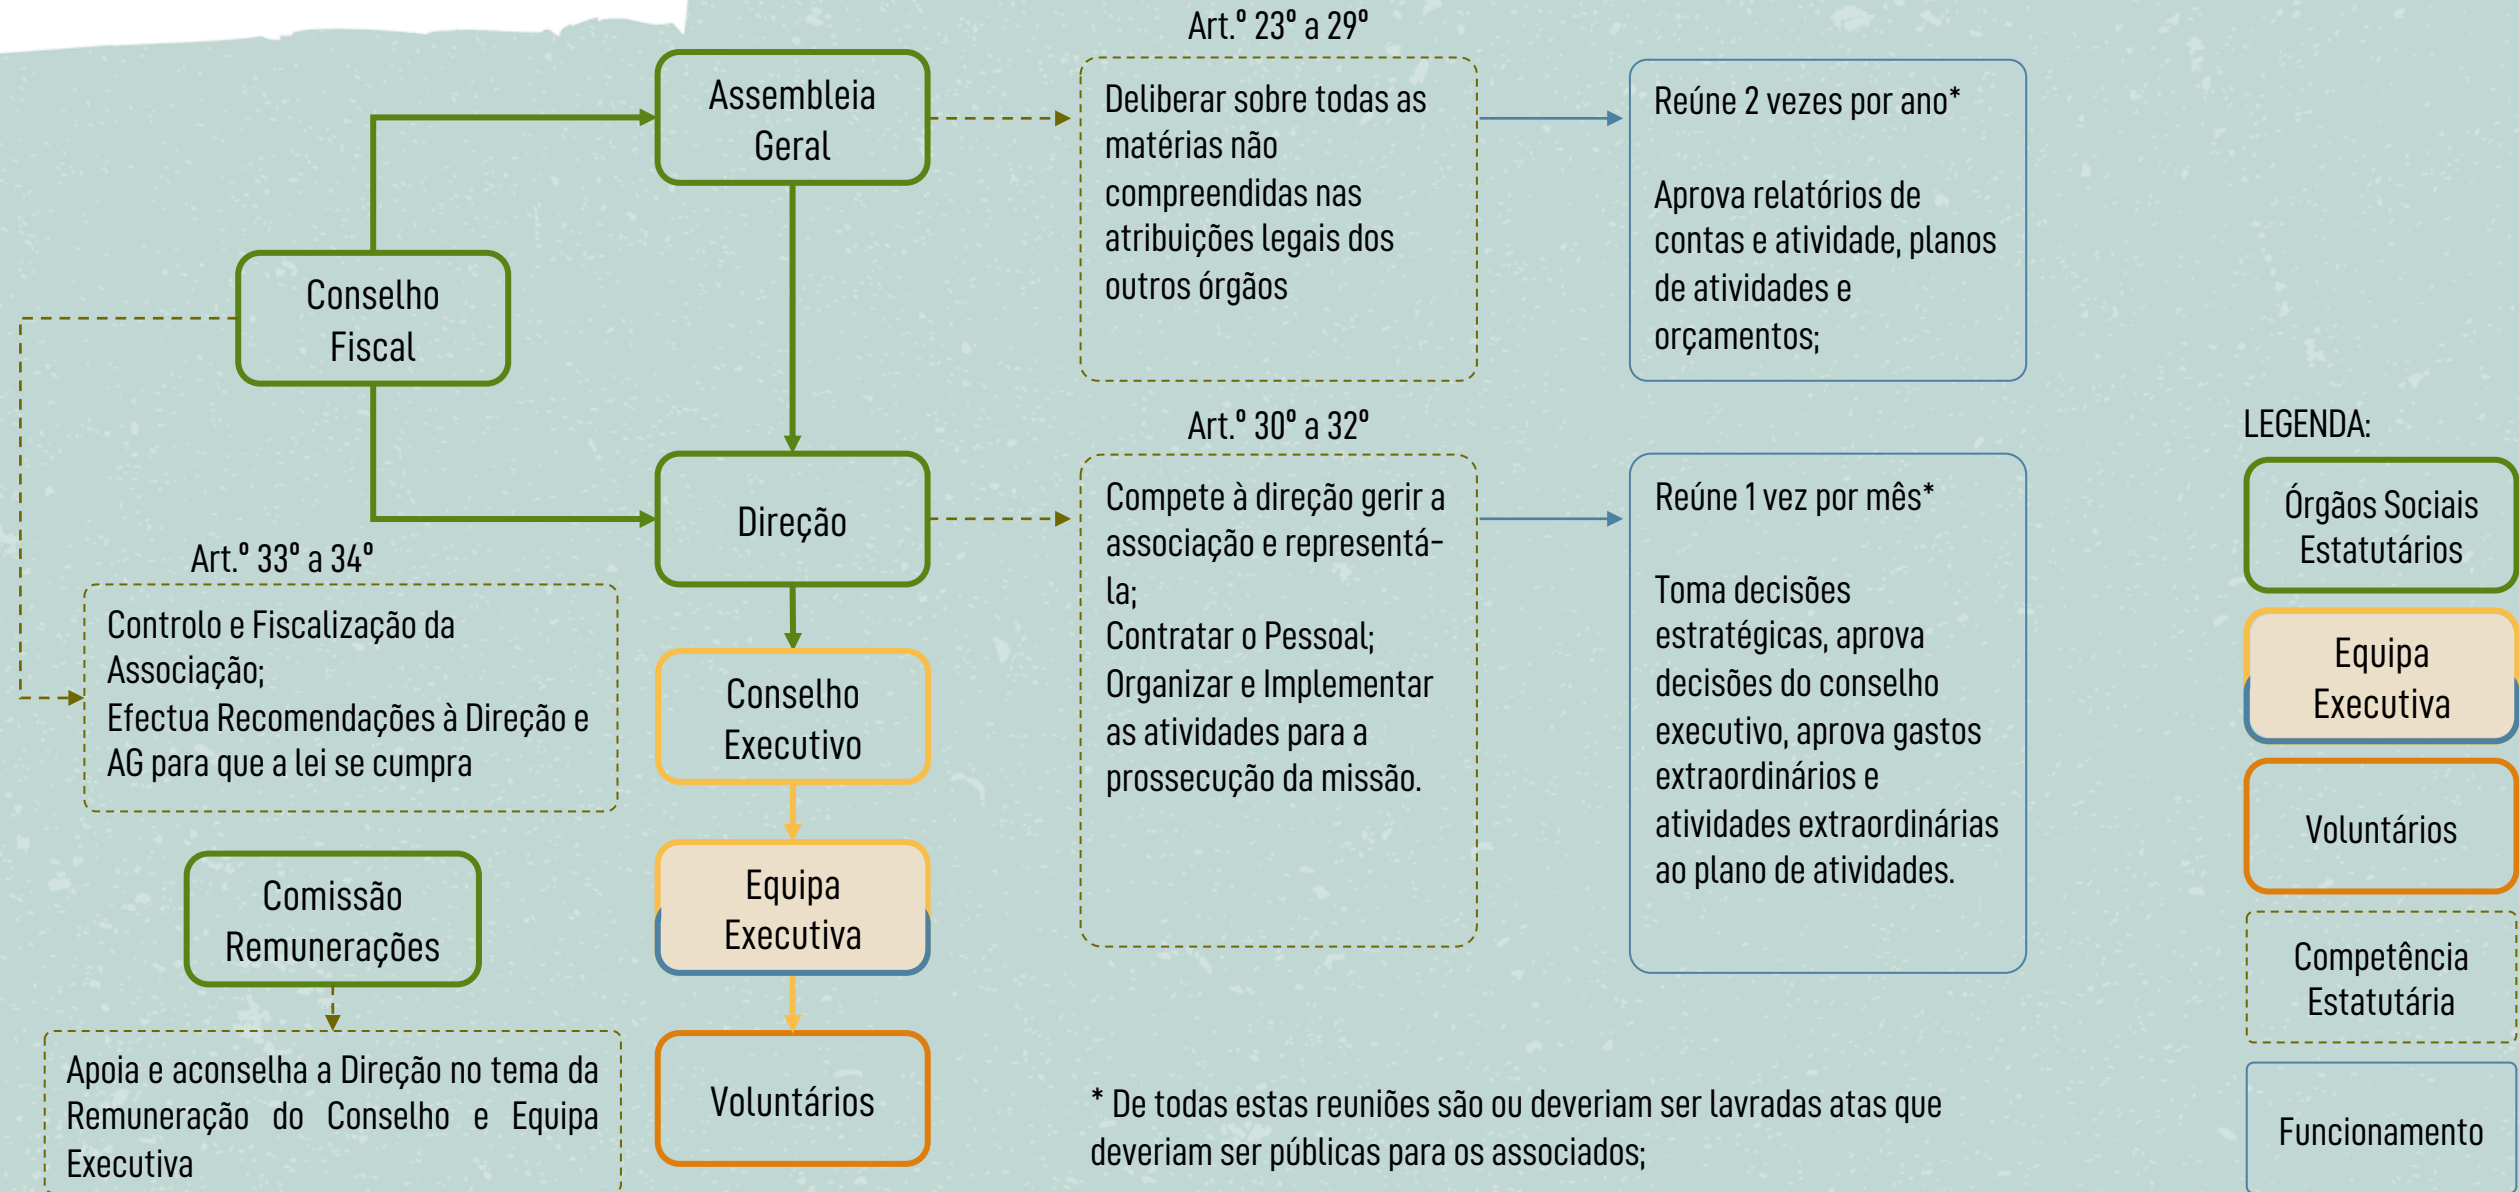 Art.º 23º a 29º
Assembleia
Geral
Deliberar sobre todas as
matérias não
compreendidas nas
atribuições legais dos
outros órgãos
Reúne 2 vezes por ano*
Aprova relatórios de
contas e atividade, planos
de atividades e
orçamentos;
Conselho
Fiscal
Art.º 30º a 32º
Direção
Compete à direção gerir a
associação e representá-
la;
Contratar o Pessoal;
Organizar e Implementar
as atividades para a
prossecução da missão.
Reúne 1 vez por mês*
Toma decisões
estratégicas, aprova
decisões do conselho
executivo, aprova gastos
extraordinários e
atividades extraordinárias
ao plano de atividades.
Art.º 33º a 34º
Controlo e Fiscalização da
Associação;
Efectua Recomendações à Direção e
AG para que a lei se cumpra
Conselho
Executivo
Equipa
Executiva
Comissão
Remunerações
Apoia e aconselha a Direção no tema da
Remuneração do Conselho e Equipa
Executiva
Voluntários
* De todas estas reuniões são ou deveriam ser lavradas atas que
deveriam ser públicas para os associados;
LEGENDA:
Órgãos Sociais
Estatutários
Equipa
Executiva
Voluntários
Competência
Estatutária
Funcionamento